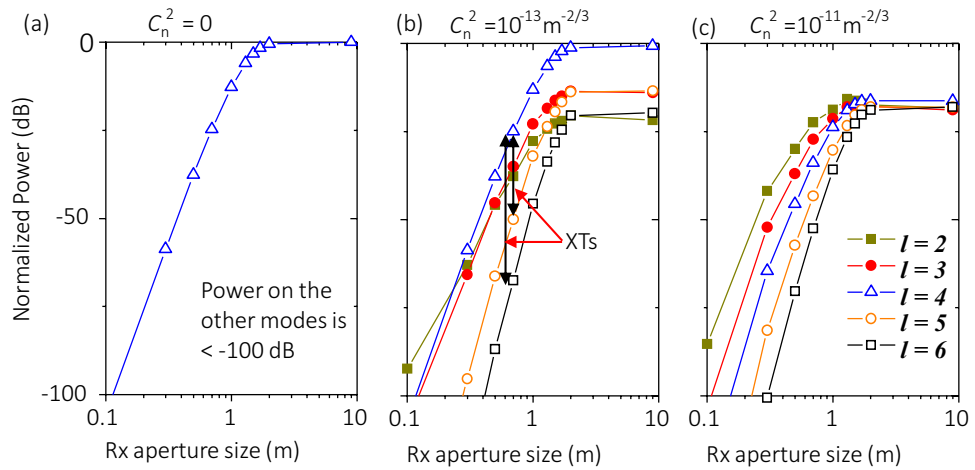 (a)
C_n^2 = 0
(b)
C_n^2 =10^-13 m^-2/3
(c)
C_n^2 =10^-11 m^-2/3
Normalized Power (dB)
0
-50
-100
Power on the
other modes is
< -100 dB
XTs
l = 2
l = 3
l = 4
l = 5
l = 6
0.1
1
10
0.1
1
10
0.1
1
10
Rx aperture size (m)
Rx aperture size (m)
Rx aperture size (m)